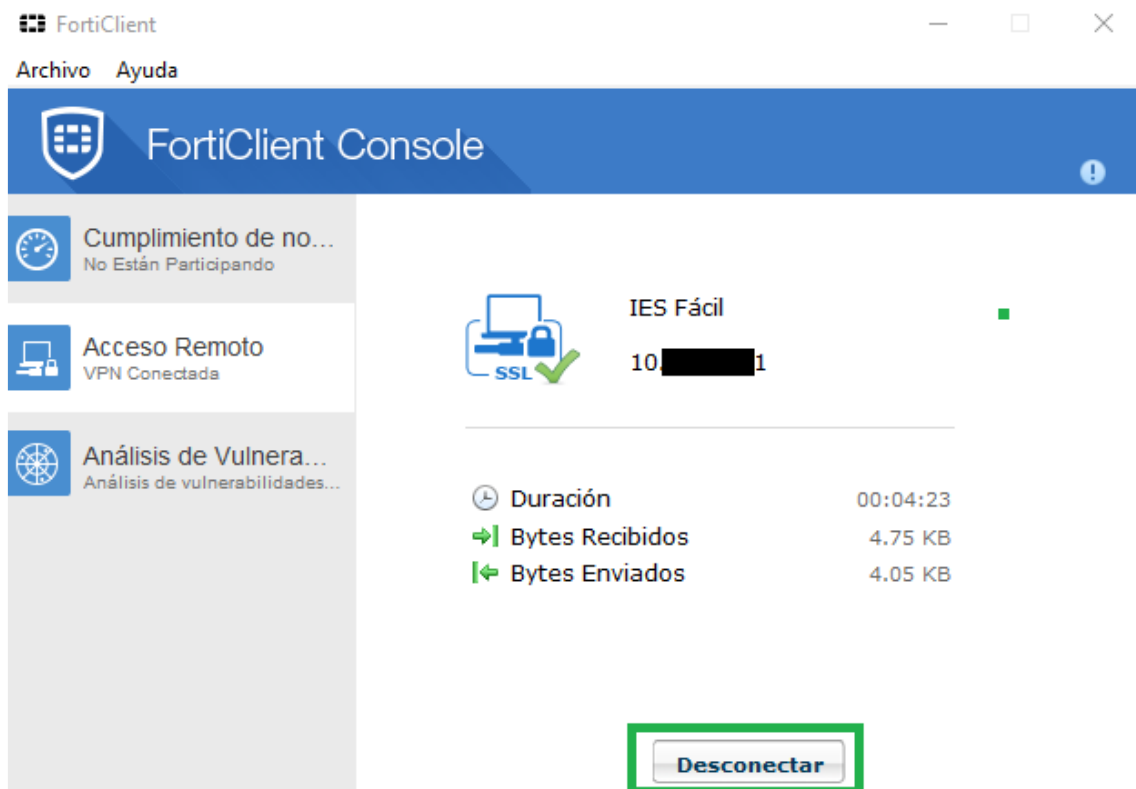 FortiClient
Archivo Ayuda
FortiClient Console
Cumplimiento de no...
No Están Participando
Acceso Remoto
VPN Conectada
Análisis de Vulnera...
Análisis de vulnerabilidades...
IES Fácil
10. 1
SSL
Duración 00:04:23
Bytes Recibidos 4.75 KB
Bytes Enviados 4.05 KB
Desconectar